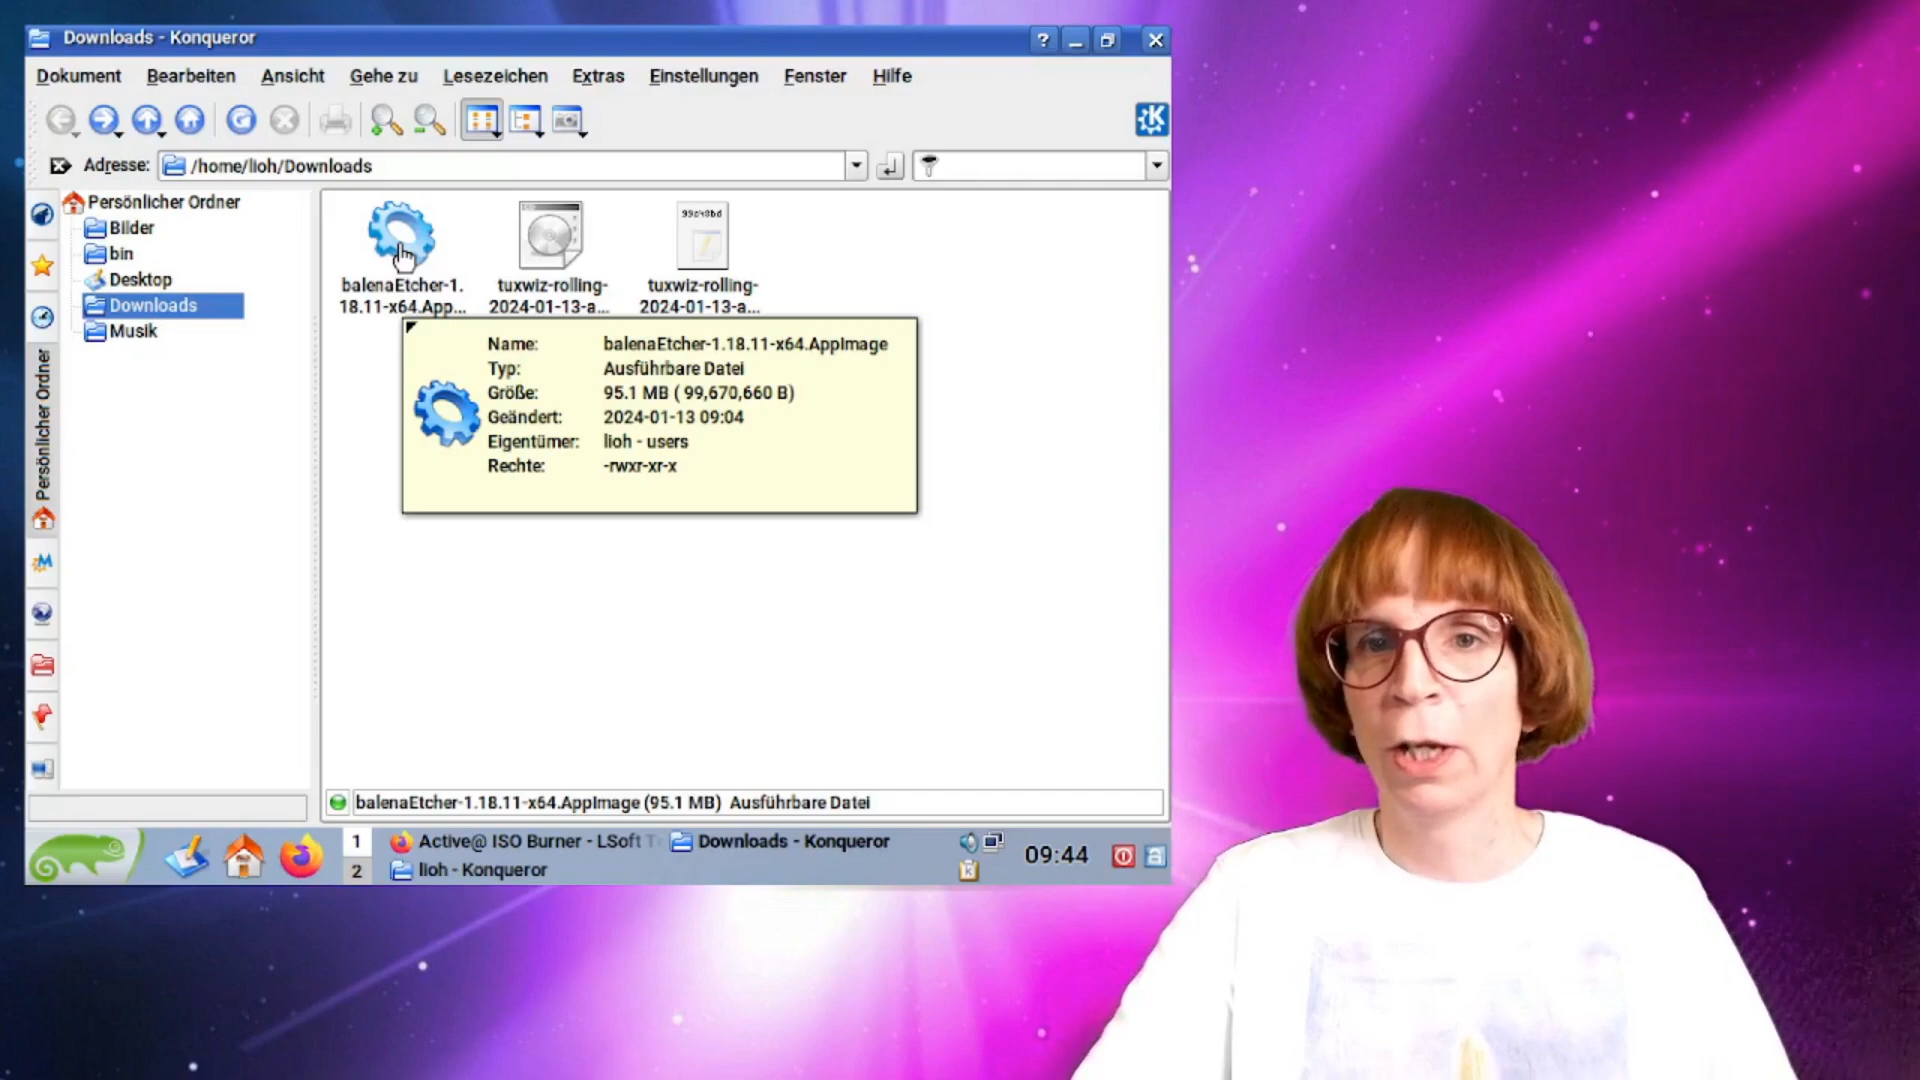 Downloads - Konqueror
?
Dokument Bearbeiten Ansicht Gehe zu Lesezeichen Extras Einstellungen Fenster Hilfe
Adresse: /home/lioh/Downloads
Persönlicher Ordner
Bilder
bin
Desktop
Downloads
Musik
Persönlicher Ordner
balenaEtcher-1.
18.11-x64.App...
tuxwiz-rolling-
2024-01-13-a...
99c48bd
tuxwiz-rolling-
2024-01-13-a...
Name: balenaEtcher-1.18.11-x64.AppImage
Typ: Ausführbare Datei
Größe: 95.1 MB ( 99,670,660 B)
Geändert: 2024-01-13 09:04
Eigentümer: lioh - users
Rechte: -rwxr-xr-x
balenaEtcher-1.18.11-x64.AppImage (95.1 MB) Ausführbare Datei
1
2
Active@ ISO Burner - LSoft T
Downloads - Konqueror
lioh - Konqueror
09:44